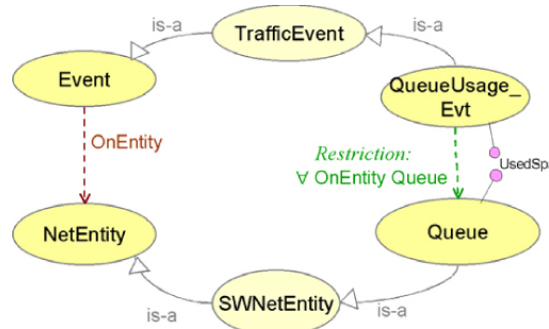 is-a
TrafficEvent
is-a
Event
QueueUsage_
Evt
OnEntity
Restriction:
∀ OnEntity Queue
UsedSp
NetEntity
Queue
SWNetEntity
is-a
is-a